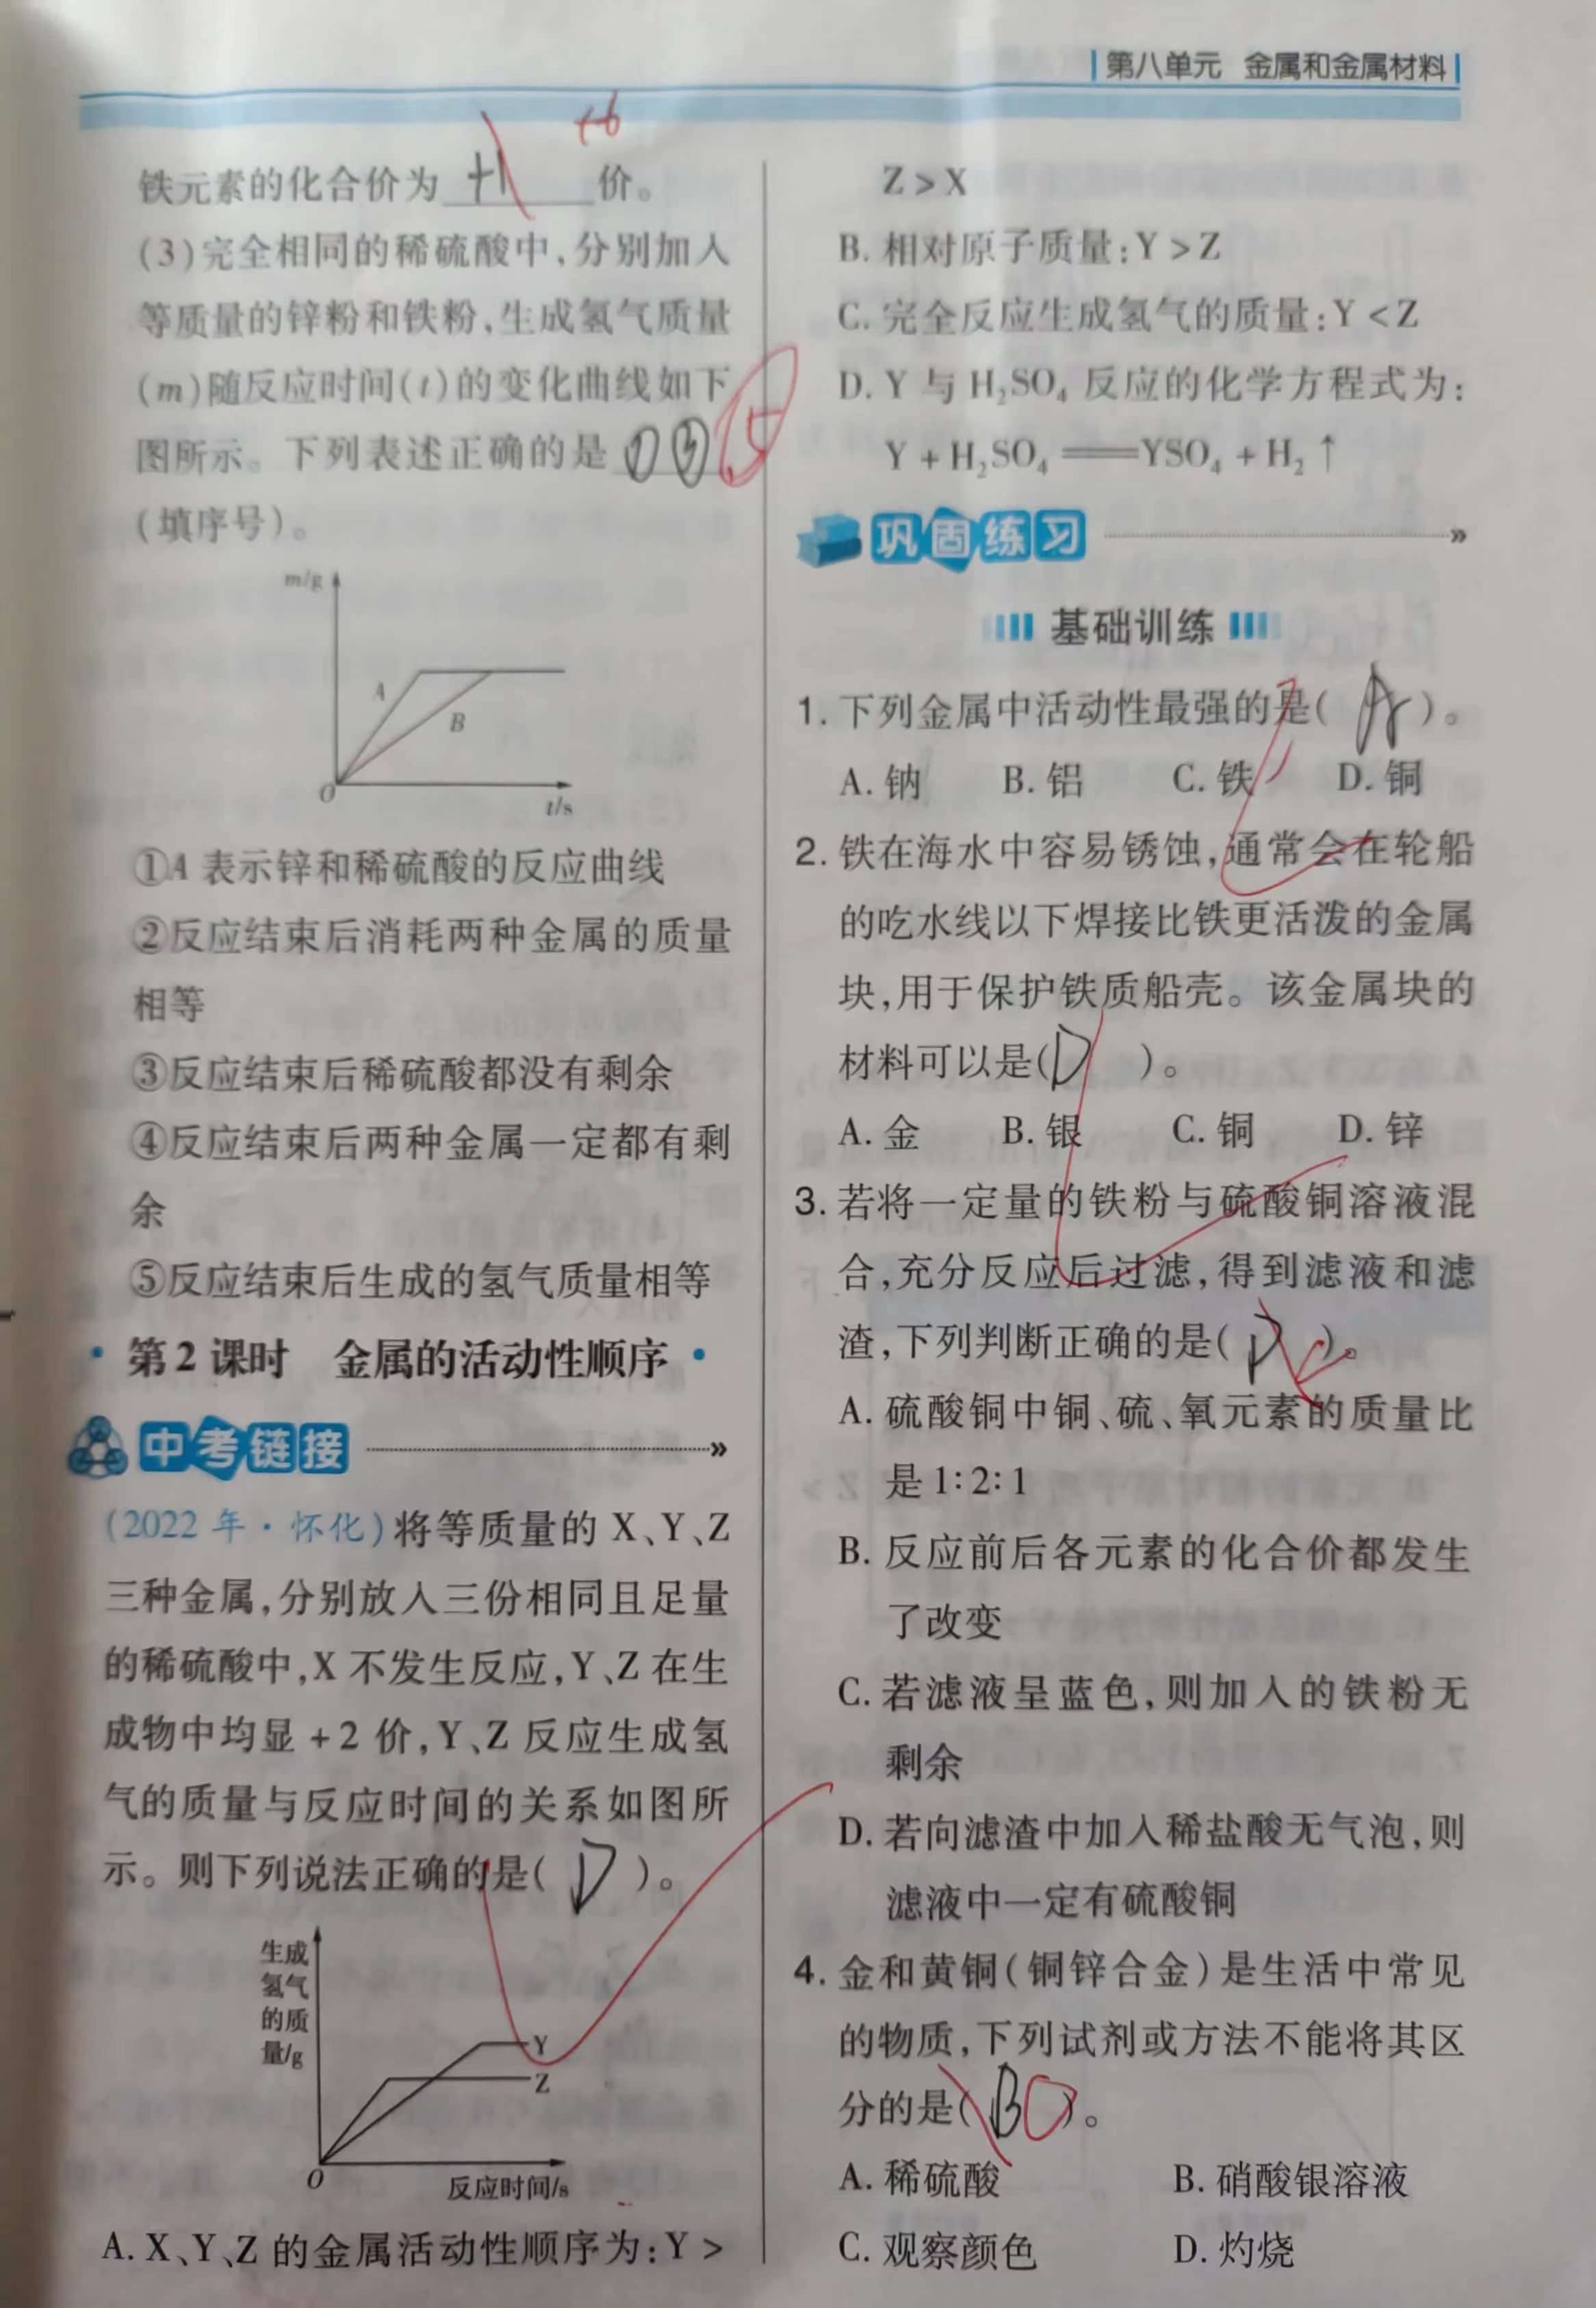 第八单元 金属和金属材料
+6
铁元素的化合价为 +1 价。
(3)完全相同的稀硫酸中,分别加入
等质量的锌粉和铁粉,生成氢气质量
(m)随反应时间(t)的变化曲线如下
图所示。下列表述正确的是 ①③ 5
(填序号)。
m/g
A
B
O
t/s
①A 表示锌和稀硫酸的反应曲线
②反应结束后消耗两种金属的质量
相等
③反应结束后稀硫酸都没有剩余
④反应结束后两种金属一定都有剩
余
⑤反应结束后生成的氢气质量相等
·第2课时 金属的活动性顺序·
中考链接
(2022年·怀化)将等质量的 X、Y、Z
三种金属,分别放入三份相同且足量
的稀硫酸中,X 不发生反应,Y、Z 在生
成物中均显 +2 价,Y、Z 反应生成氢
气的质量与反应时间的关系如图所
示。则下列说法正确的是( D )。
生成
氢气
的质
量/g
Y
Z
O
反应时间/s
A. X、Y、Z 的金属活动性顺序为:Y >
Z > X
B. 相对原子质量:Y > Z
C. 完全反应生成氢气的质量:Y < Z
D. Y 与 H₂SO₄ 反应的化学方程式为:
Y + H₂SO₄ ══ YSO₄ + H₂↑
巩固练习
基础训练
1. 下列金属中活动性最强的是( A )。
A. 钠 B. 铝 C. 铁 D. 铜
2. 铁在海水中容易锈蚀,通常会在轮船
的吃水线以下焊接比铁更活泼的金属
块,用于保护铁质船壳。该金属块的
材料可以是( D )。
A. 金 B. 银 C. 铜 D. 锌
3. 若将一定量的铁粉与硫酸铜溶液混
合,充分反应后过滤,得到滤液和滤
渣,下列判断正确的是( D C )。
A. 硫酸铜中铜、硫、氧元素的质量比
是 1∶2∶1
B. 反应前后各元素的化合价都发生
了改变
C. 若滤液呈蓝色,则加入的铁粉无
剩余
D. 若向滤渣中加入稀盐酸无气泡,则
滤液中一定有硫酸铜
4. 金和黄铜(铜锌合金)是生活中常见
的物质,下列试剂或方法不能将其区
分的是( B )。
A. 稀硫酸 B. 硝酸银溶液
C. 观察颜色 D. 灼烧